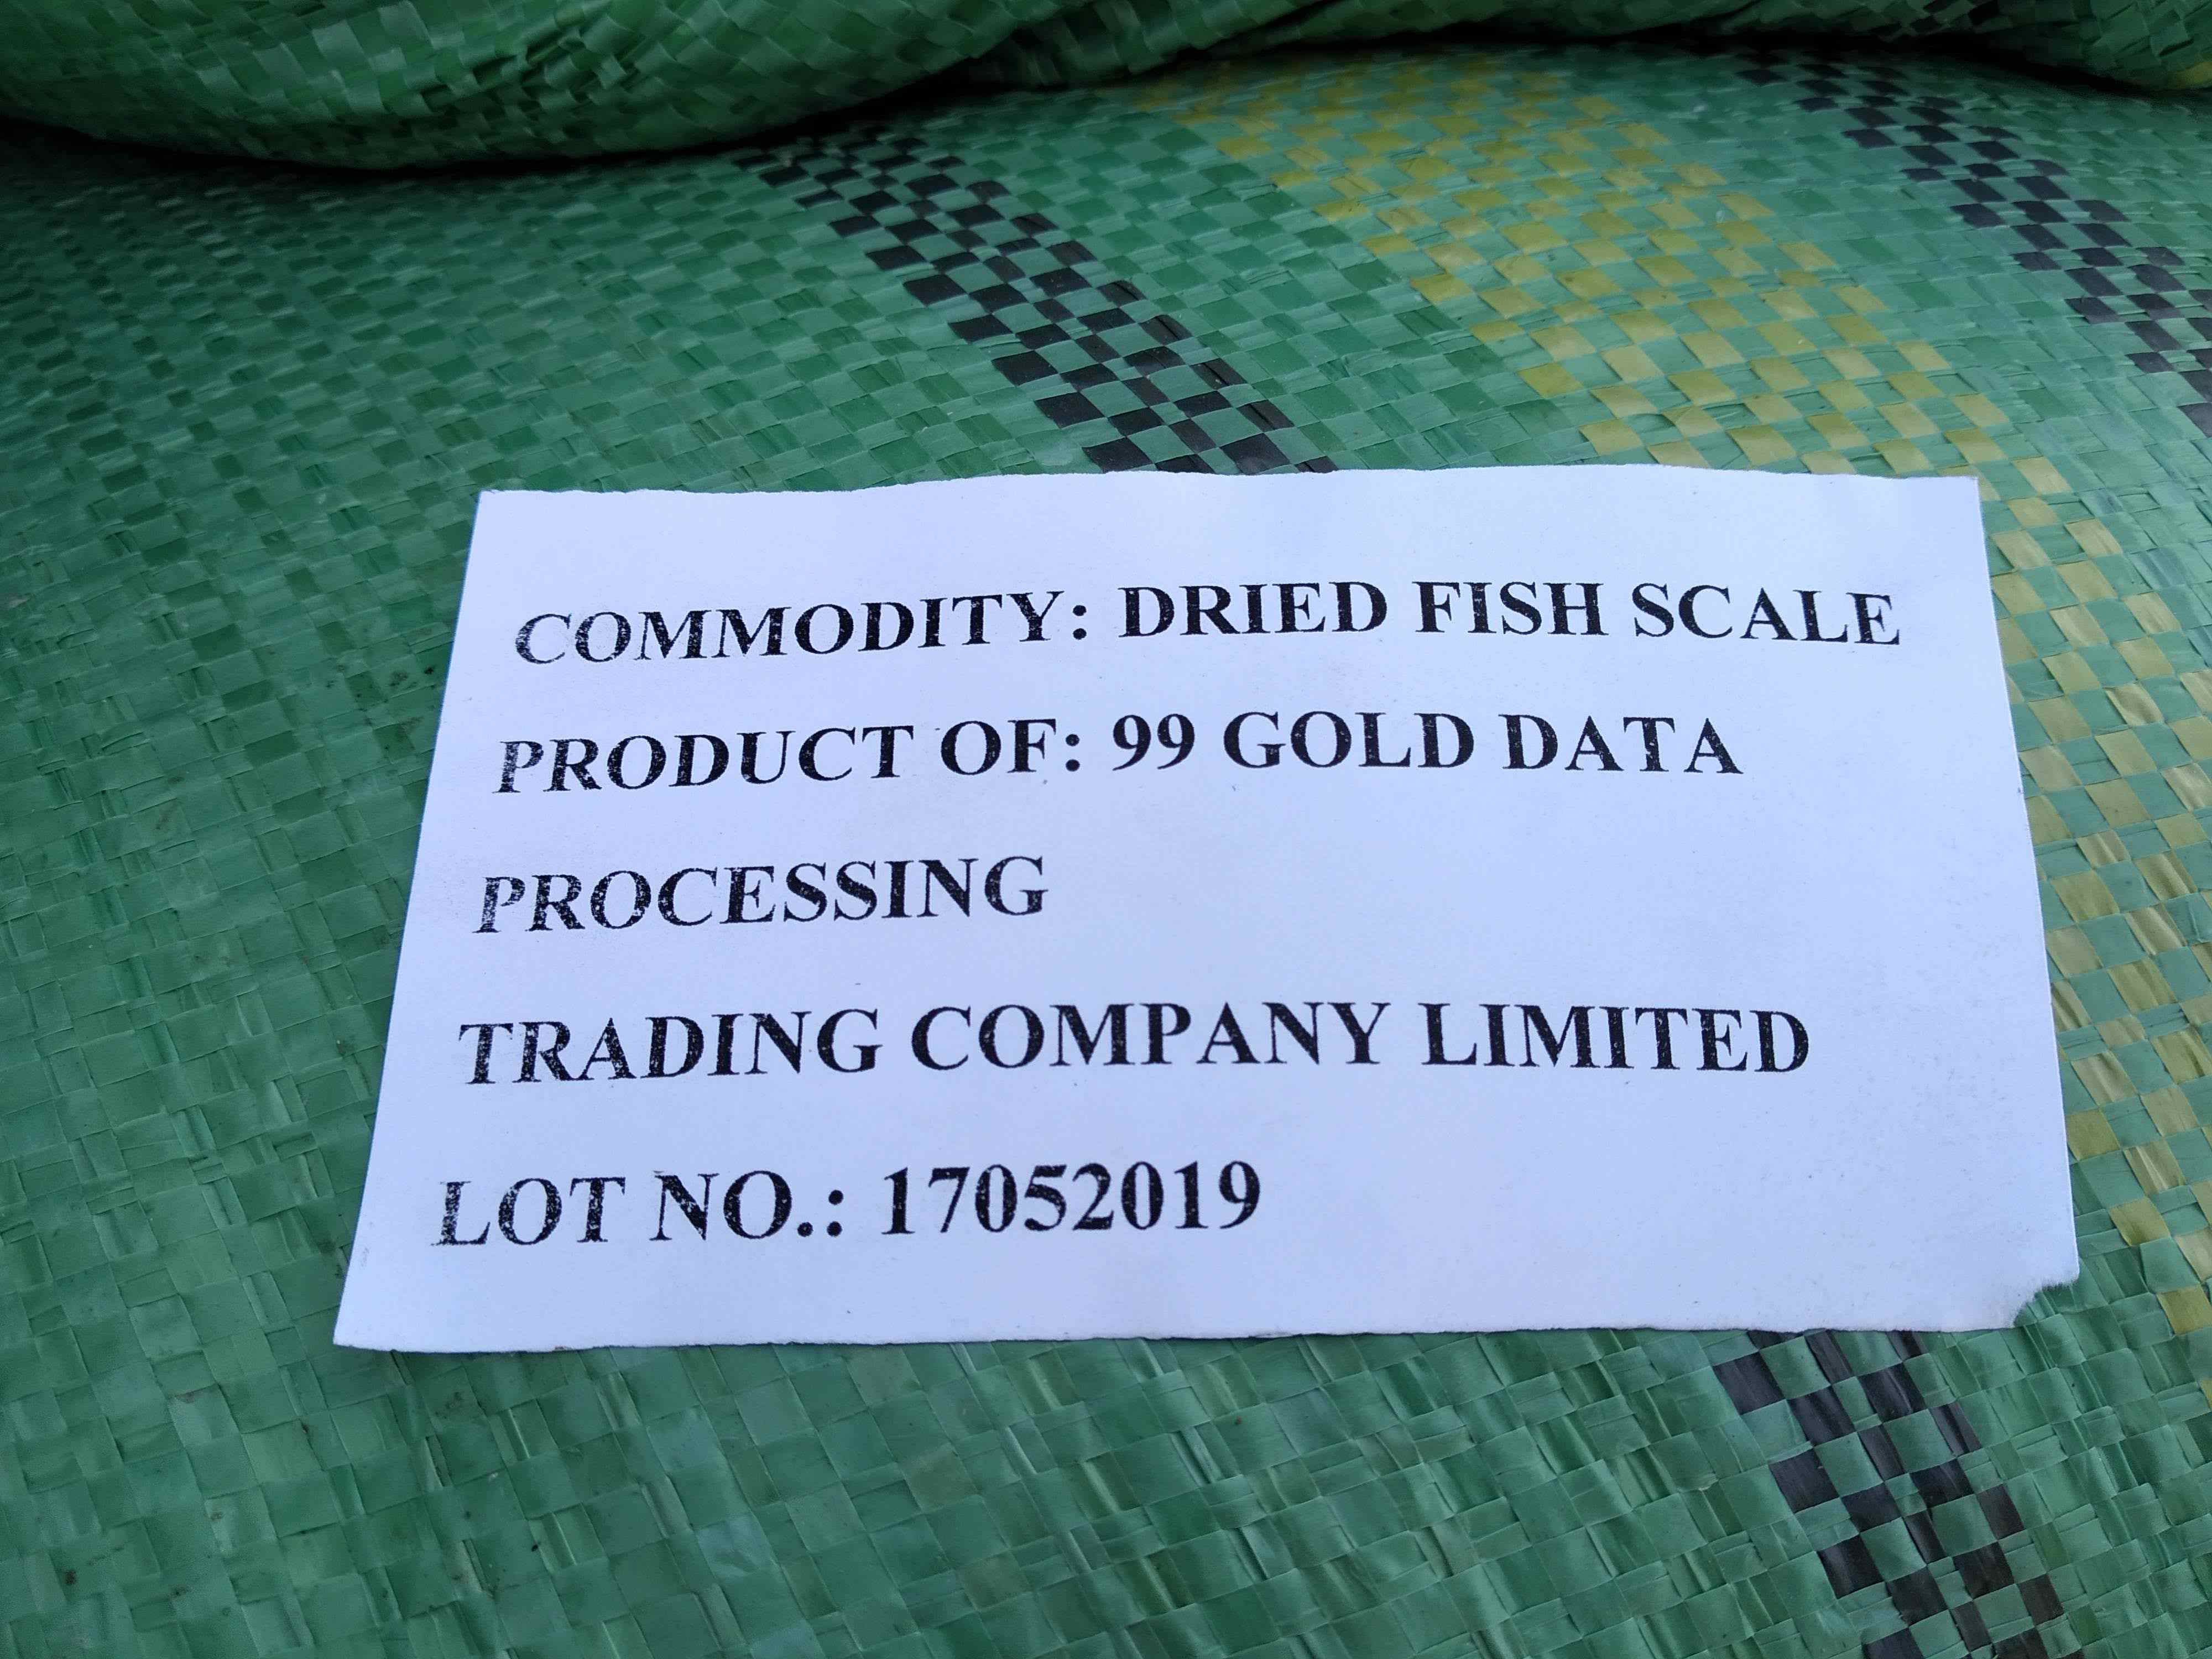 COMMODITY: DRIED FISH SCALE
PRODUCT OF: 99 GOLD DATA
PROCESSING
TRADING COMPANY LIMITED
LOT NO.: 17052019